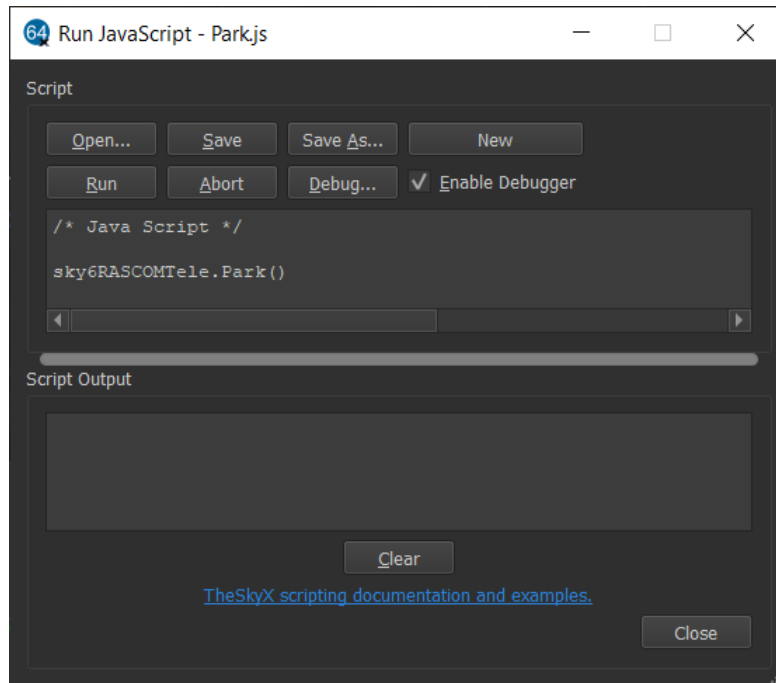 64 Run JavaScript - Park.js
Script
Open... Save Save As... New
Run Abort Debug... Enable Debugger
/* Java Script */
sky6RASCOMTele.Park()
Script Output
Clear
TheSkyX scripting documentation and examples.
Close